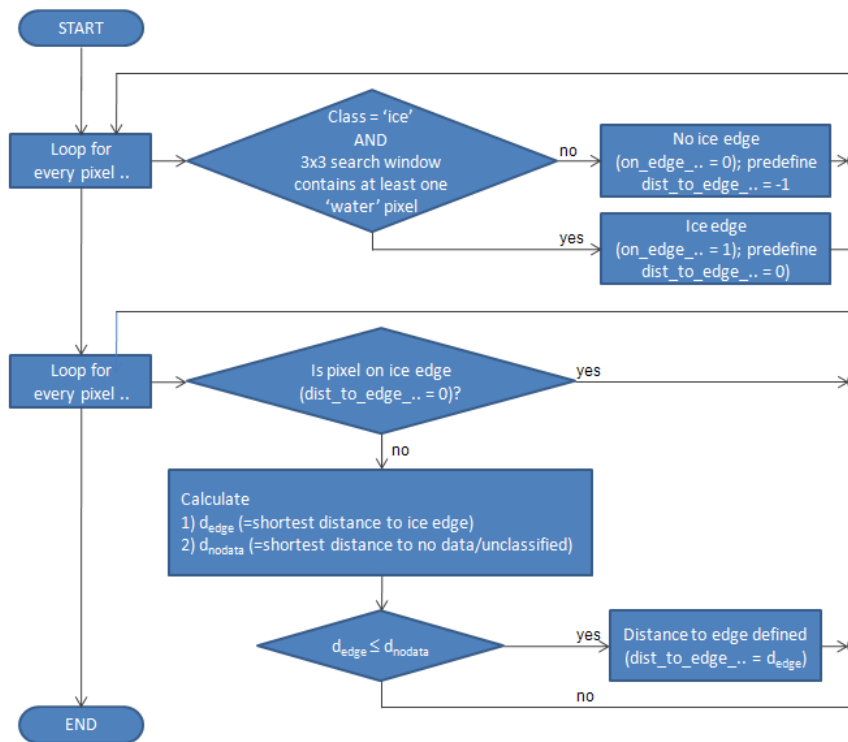 START
Loop for
every pixel ..
Class = ‘ice’
AND
3x3 search window
contains at least one
‘water’ pixel
no
No ice edge
(on_edge_.. = 0); predefine
dist_to_edge_.. = -1
yes
Ice edge
(on_edge_.. = 1); predefine
dist_to_edge_.. = 0)
Loop for
every pixel ..
Is pixel on ice edge
(dist_to_edge_.. = 0)?
yes
no
Calculate
1) dedge (=shortest distance to ice edge)
2) dnodata (=shortest distance to no data/unclassified)
dedge ≤ dnodata
yes
Distance to edge defined
(dist_to_edge_.. = dedge)
no
END